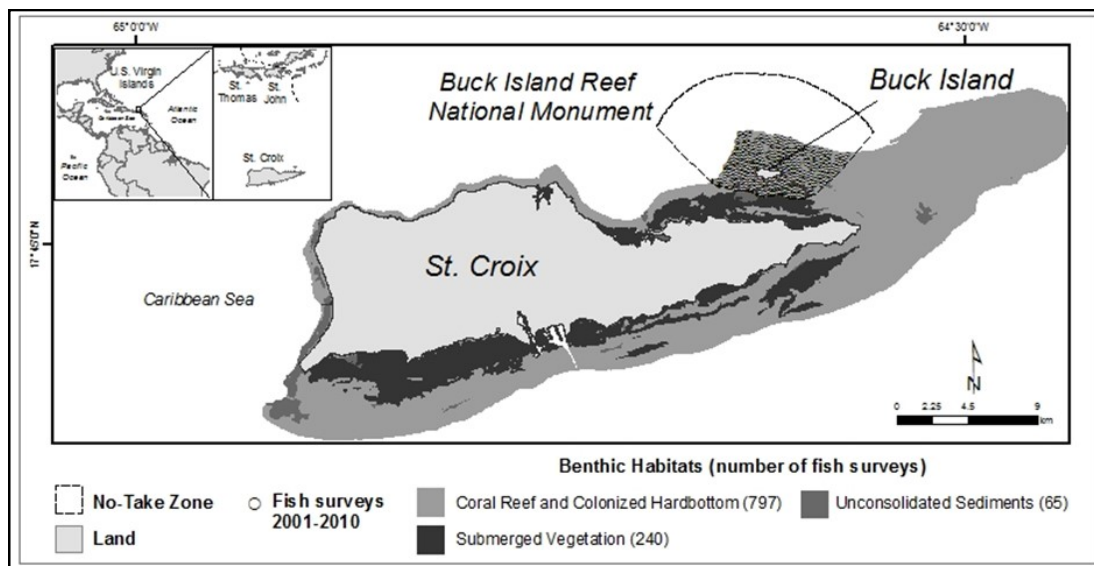 65°0'0"W
64°30'0"W
U.S. Virgin
Islands
Atlantic
Ocean
Caribbean Sea
Pacific
Ocean
St.
Thomas
St.
John
St. Croix
Buck Island Reef
National Monument
Buck Island
17°45'0"N
St. Croix
Caribbean Sea
N
0 2.25 4.5 9
km
Benthic Habitats (number of fish surveys)
No-Take Zone
Fish surveys
2001-2010
Coral Reef and Colonized Hardbottom (797)
Unconsolidated Sediments (65)
Land
Submerged Vegetation (240)